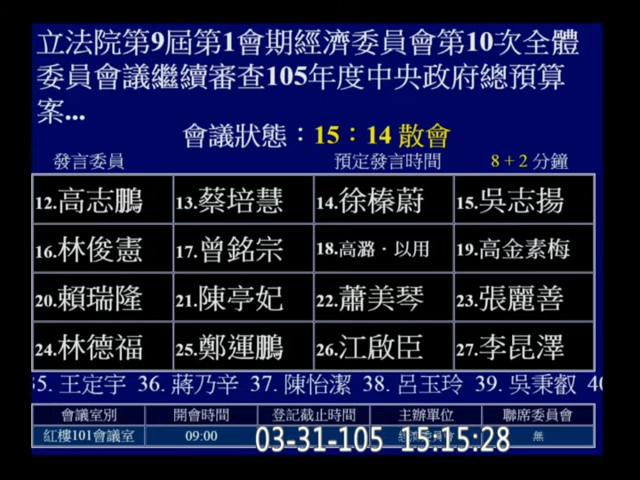 立法院第9屆第1會期經濟委員會第10次全體
委員會議繼續審查105年度中央政府總預算
案...
會議狀態：15：14散會
發言委員 預定發言時間 8+2分鐘
12.高志鵬 13.蔡培慧 14.徐榛蔚 15.吳志揚
16.林俊憲 17.曾銘宗 18.高潞．以用 19.高金素梅
20.賴瑞隆 21.陳亭妃 22.蕭美琴 23.張麗善
24.林德福 25.鄭運鵬 26.江啟臣 27.李昆澤
35. 王定宇 36. 蔣乃辛 37. 陳怡潔 38. 呂玉玲 39. 吳秉叡 40
會議室別 開會時間 登記截止時間 主辦單位 聯席委員會
紅樓101會議室 09:00 無
03-31-105 15:15:28